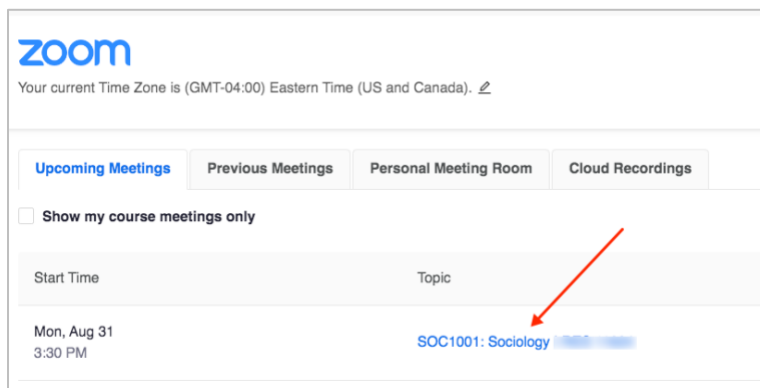 zoom
Your current Time Zone is (GMT-04:00) Eastern Time (US and Canada).
Upcoming Meetings Previous Meetings Personal Meeting Room Cloud Recordings
Show my course meetings only
Start Time Topic
Mon, Aug 31
SOC1001: Sociology
3:30 PM